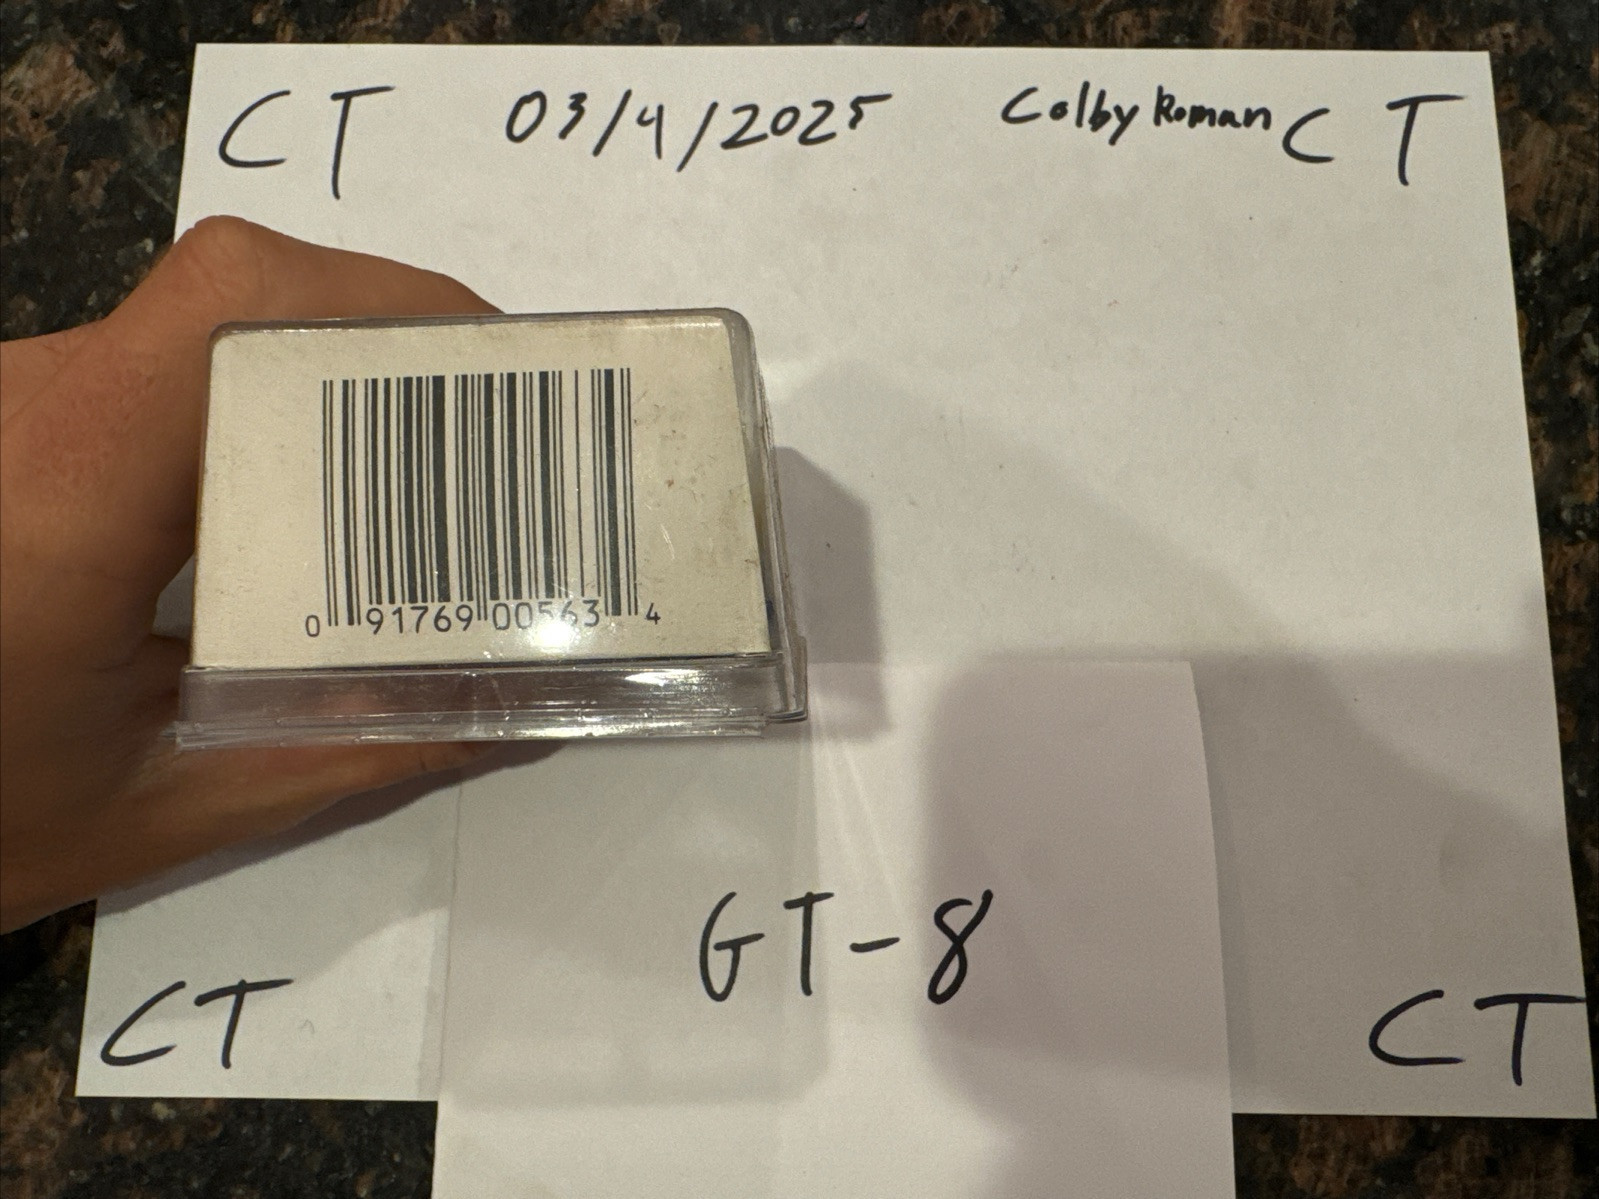 CT 03/4/2025 Colby Roman CT
0 91769 00563 4
GT-8
CT CT